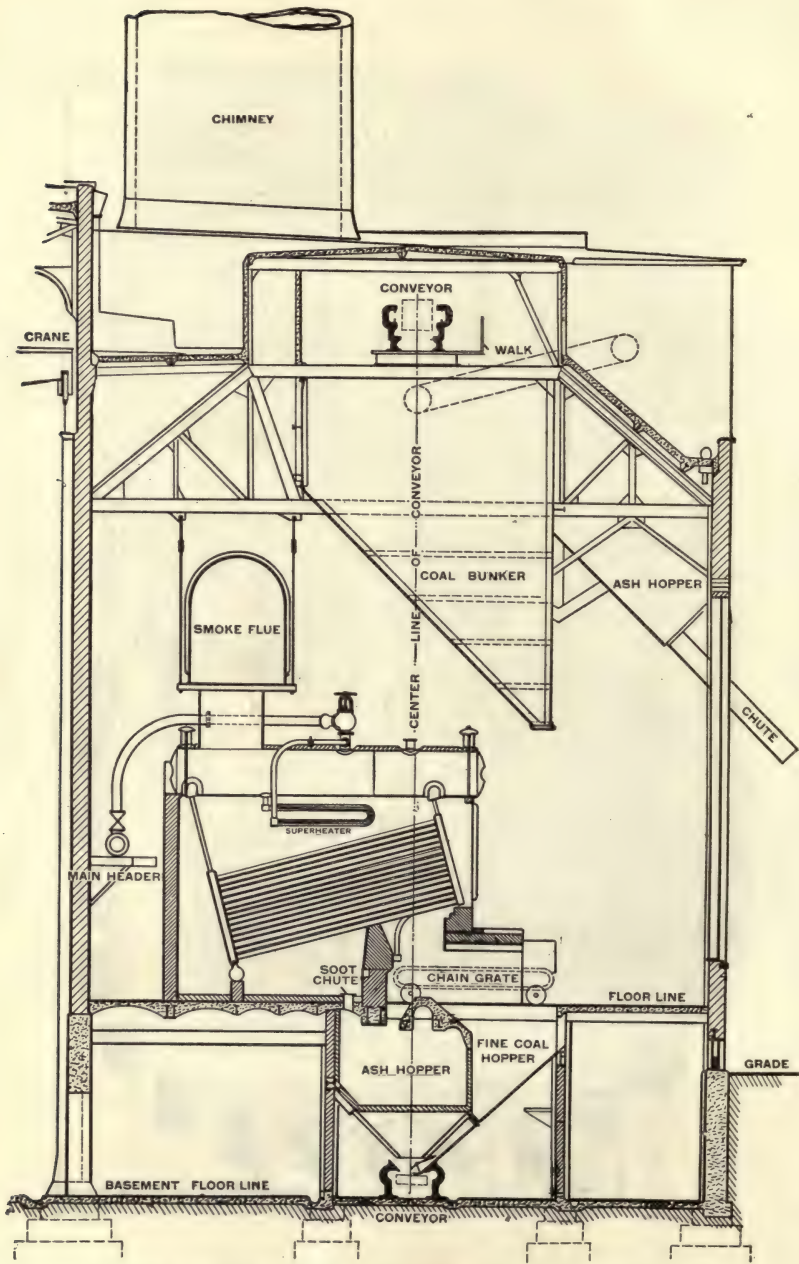 CHIMNEY
CONVEYOR
CRANE
WALK
CENTER LINE OF CONVEYOR
COAL BUNKER
ASH HOPPER
SMOKE FLUE
CHUTE
SUPERHEATER
MAIN HEADER
SOOT
CHUTE
CHAIN GRATE
FLOOR LINE
FINE COAL
HOPPER
ASH HOPPER
GRADE
BASEMENT FLOOR LINE
CONVEYOR